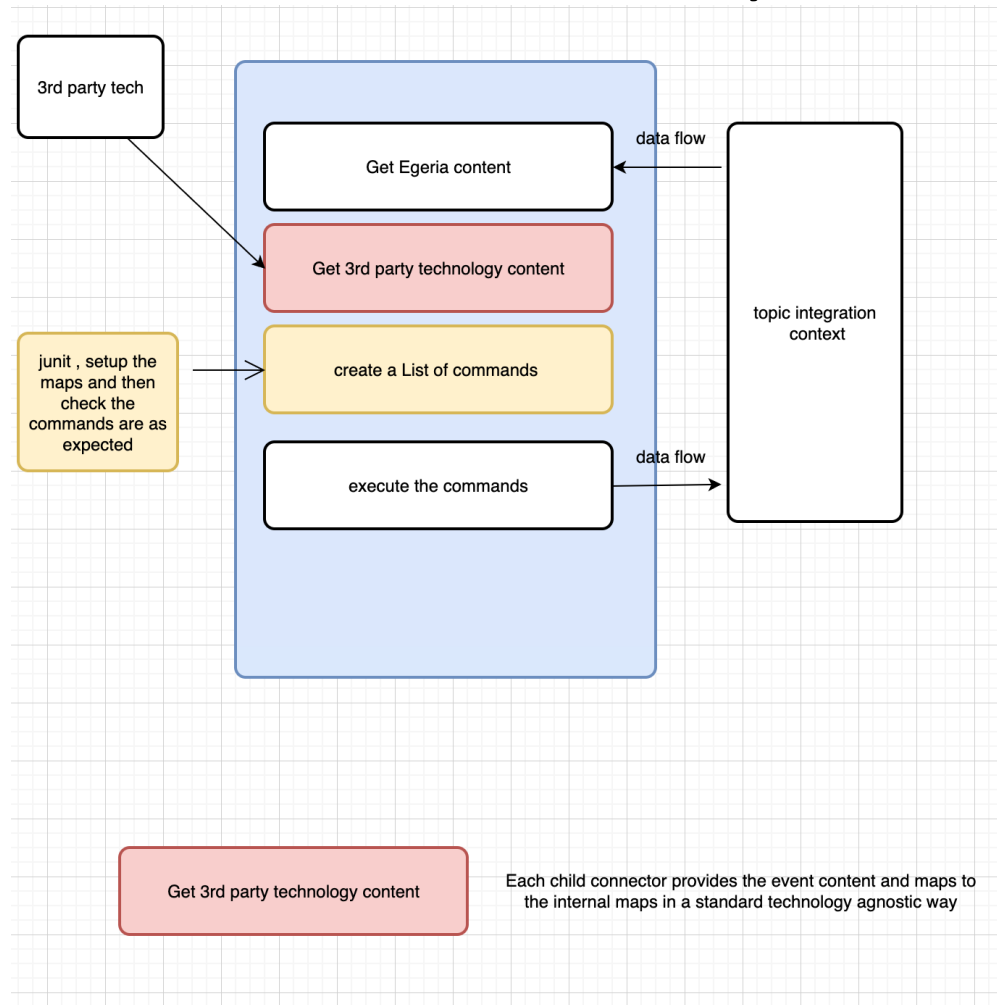 3rd party tech
Get Egeria content
data flow
Get 3rd party technology content
topic integration
context
junit , setup the
maps and then
check the
commands are as
expected
create a List of commands
execute the commands
data flow
Get 3rd party technology content
Each child connector provides the event content and maps to
the internal maps in a standard technology agnostic way